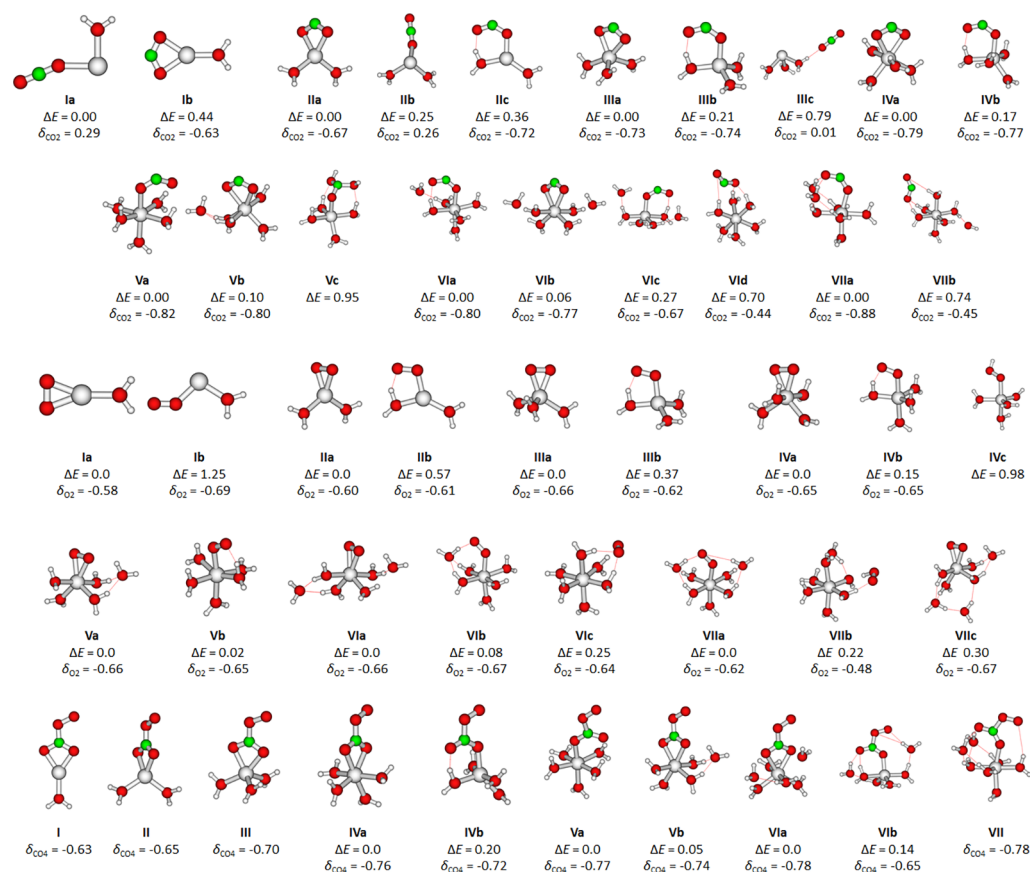 Ia Ib IIa IIb IIc IIIa IIIb IIIc IVa IVb
ΔE = 0.00 ΔE = 0.44 ΔE = 0.00 ΔE = 0.25 ΔE = 0.36 ΔE = 0.00 ΔE = 0.21 ΔE = 0.79 ΔE = 0.00 ΔE = 0.17
δCO2 = 0.29 δCO2 = -0.63 δCO2 = -0.67 δCO2 = 0.26 δCO2 = -0.72 δCO2 = -0.73 δCO2 = -0.74 δCO2 = 0.01 δCO2 = -0.79 δCO2 = -0.77
Va Vb Vc VIa VIb VIc VId VIIa VIIb
ΔE = 0.00 ΔE = 0.10 ΔE = 0.95 ΔE = 0.00 ΔE = 0.06 ΔE = 0.27 ΔE = 0.70 ΔE = 0.00 ΔE = 0.74
δCO2 = -0.82 δCO2 = -0.80 δCO2 = -0.80 δCO2 = -0.77 δCO2 = -0.67 δCO2 = -0.44 δCO2 = -0.88 δCO2 = -0.45
Ia Ib IIa IIb IIIa IIIb IVa IVb IVc
ΔE = 0.0 ΔE = 1.25 ΔE = 0.0 ΔE = 0.57 ΔE = 0.0 ΔE = 0.37 ΔE = 0.0 ΔE = 0.15 ΔE = 0.98
δO2 = -0.58 δO2 = -0.69 δO2 = -0.60 δO2 = -0.61 δO2 = -0.66 δO2 = -0.62 δO2 = -0.65 δO2 = -0.65
Va Vb VIa VIb VIc VIIa VIIb VIIc
ΔE = 0.0 ΔE = 0.02 ΔE = 0.0 ΔE = 0.08 ΔE = 0.25 ΔE = 0.0 ΔE 0.22 ΔE 0.30
δO2 = -0.66 δO2 = -0.65 δO2 = -0.66 δO2 = -0.67 δO2 = -0.64 δO2 = -0.62 δO2 = -0.48 δO2 = -0.67
I II III IVa IVb Va Vb VIa VIb VII
δCO4 = -0.63 δCO4 = -0.65 δCO4 = -0.70 ΔE = 0.0 ΔE = 0.20 ΔE = 0.0 ΔE = 0.05 ΔE = 0.0 ΔE = 0.14 δCO4 = -0.78
δCO4 = -0.76 δCO4 = -0.72 δCO4 = -0.77 δCO4 = -0.74 δCO4 = -0.78 δCO4 = -0.65